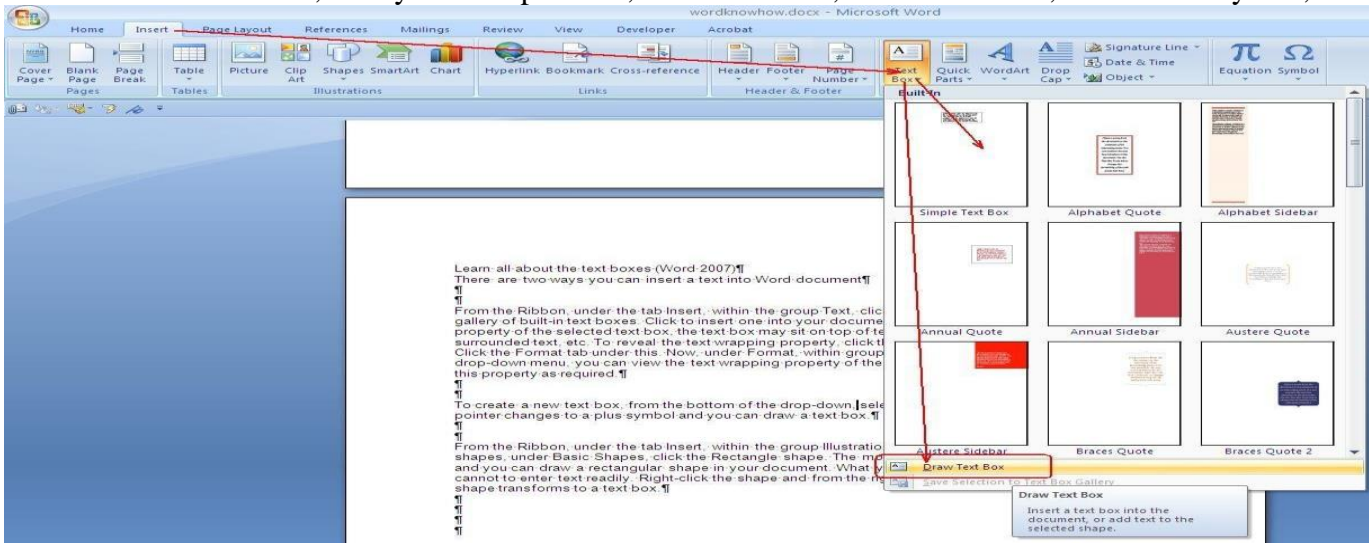 wordknowhow.docx - Microsoft Word
Home Insert Page Layout References Mailings Review View Developer Acrobat
Cover Page Blank Page Page Break Table Picture Clip Art Shapes SmartArt Chart Hyperlink Bookmark Cross-reference Header Footer Page Number Text Box Quick Parts WordArt Drop Cap Signature Line Date & Time Object Equation Symbol
Pages Tables Illustrations Links Header & Footer
Built-In
Simple Text Box Alphabet Quote Alphabet Sidebar
Annual Quote Annual Sidebar Austere Quote
Austere Sidebar Braces Quote Braces Quote 2
Draw Text Box
Save Selection to Text Box Gallery
Draw Text Box
Insert a text box into the
document, or add text to the
selected shape.
Learn all about the text boxes (Word 2007)¶
There are two ways you can insert a text into Word document¶
¶
¶
From the Ribbon, under the tab Insert, within the group Text, clic
gallery of built-in text boxes. Click to insert one into your docume
property of the selected text box, the text box may sit on top of te
surrounded text, etc. To reveal the text wrapping property, click t
Click the Format tab under this. Now, under Format, within group
drop-down menu, you can view the text wrapping property of the
this property as required.¶
¶
¶
To create a new text box, from the bottom of the drop-down, sele
pointer changes to a plus symbol and you can draw a text box.¶
¶
¶
From the Ribbon, under the tab Insert, within the group Illustratio
shapes, under Basic Shapes, click the Rectangle shape. The mo
and you can draw a rectangular shape in your document. What y
cannot to enter text readily. Right-click the shape and from the
shape transforms to a text box.¶
¶
¶
¶
¶